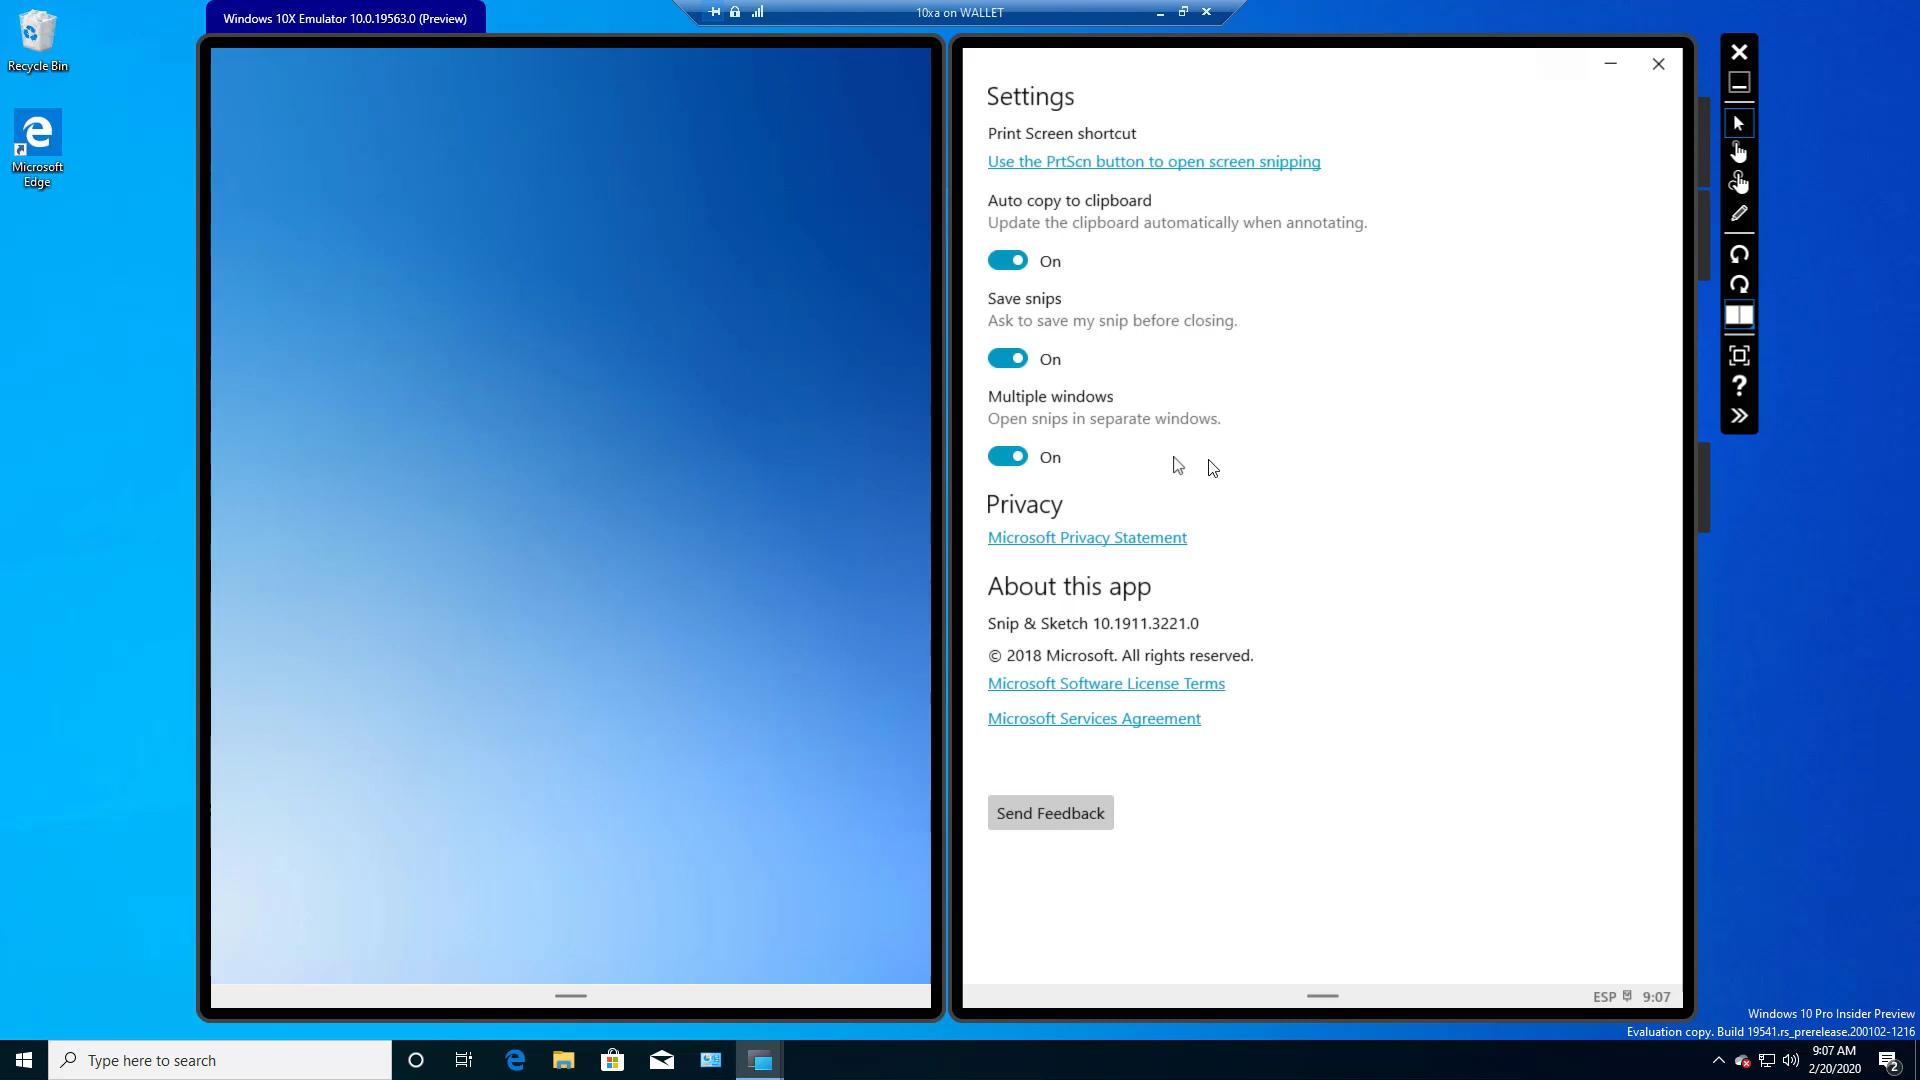 Windows 10X Emulator 10.0.19563.0 (Preview)
10xa on WALLET
Recycle Bin
Microsoft
Edge
Settings
Print Screen shortcut
Use the PrtScn button to open screen snipping
Auto copy to clipboard
Update the clipboard automatically when annotating.
On
Save snips
Ask to save my snip before closing.
On
Multiple windows
Open snips in separate windows.
On
Privacy
Microsoft Privacy Statement
About this app
Snip & Sketch 10.1911.3221.0
© 2018 Microsoft. All rights reserved.
Microsoft Software License Terms
Microsoft Services Agreement
Send Feedback
ESP 9:07
Windows 10 Pro Insider Preview
Evaluation copy. Build 19541.rs_prerelease.200102-1216
Type here to search
9:07 AM
2/20/2020
2